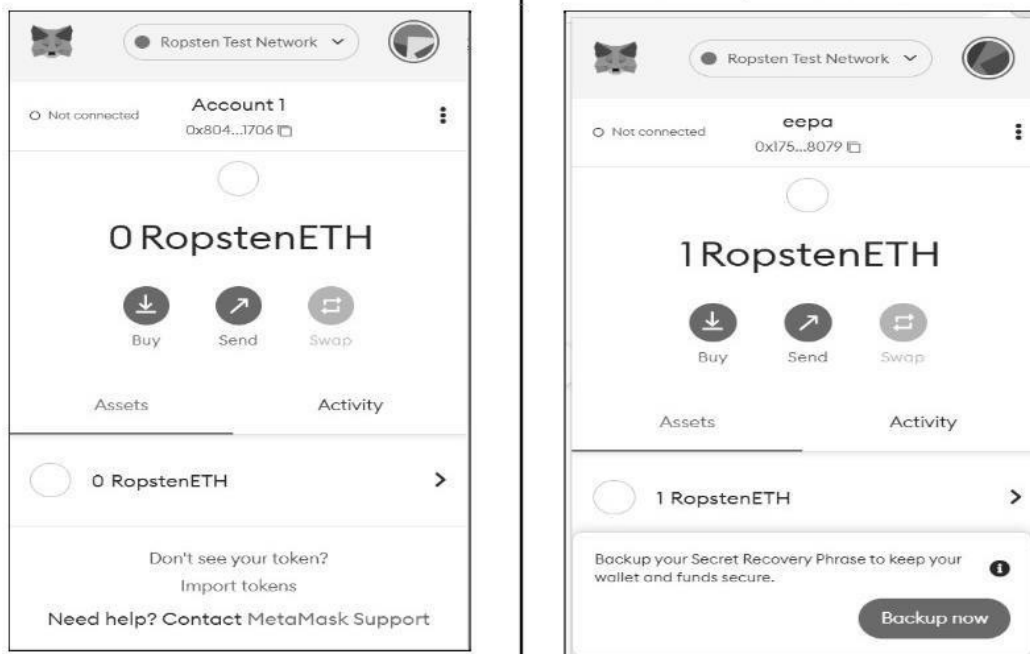 Ropsten Test Network
Not connected
Account 1
0x804...1706
0 RopstenETH
Buy
Send
Swap
Assets
Activity
0 RopstenETH
Don't see your token?
Import tokens
Need help? Contact MetaMask Support
Ropsten Test Network
Not connected
eepa
0x175...8079
1 RopstenETH
Buy
Send
Swap
Assets
Activity
1 RopstenETH
Backup your Secret Recovery Phrase to keep your
wallet and funds secure.
Backup now